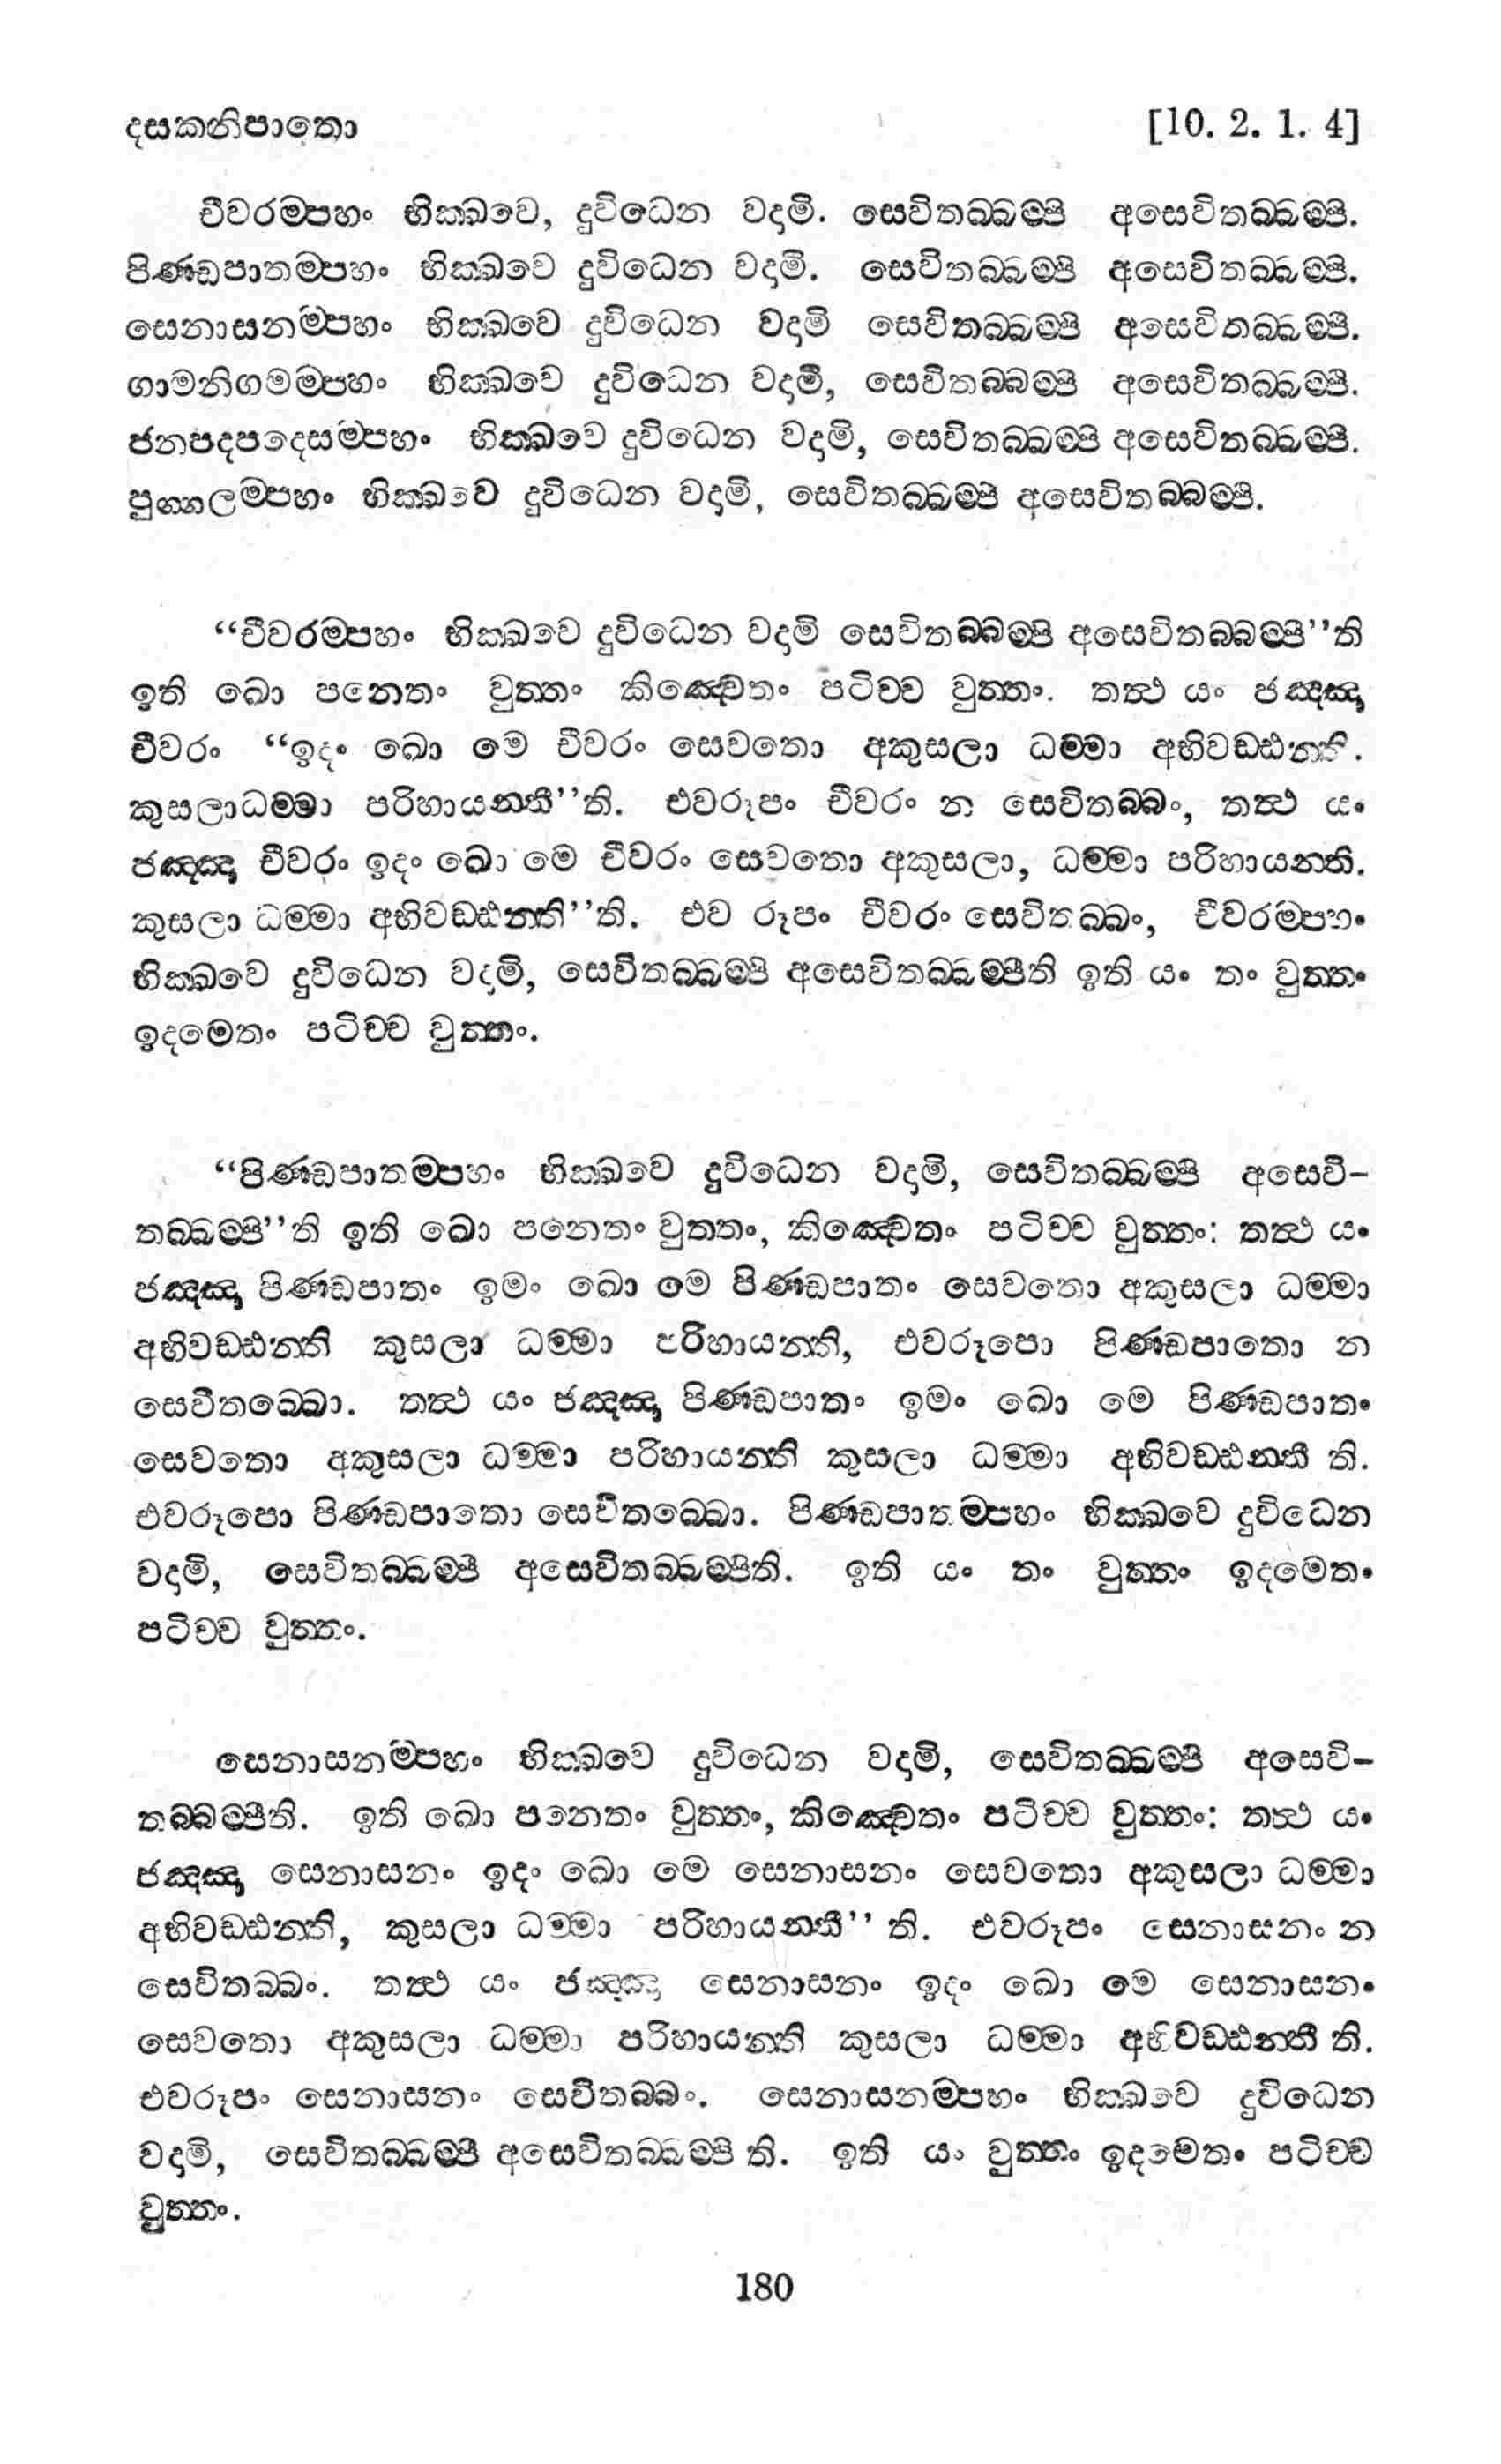 දසකනිපාතො [10. 2. 1. 4]
චීවරම්පහං භික්ඛවෙ, දුවිධෙන වදාමි. සෙවිතබ්බම්පි අසෙවිතබ්බම්පි.
පිණ්ඩපාතම්පහං භික්ඛවෙ දුවිධෙන වදාමි. සෙවිතබ්බම්පි අසෙවිතබ්බම්පි.
සෙනාසනම්පහං භික්ඛවෙ දුවිධෙන වදාමි සෙවිතබ්බම්පි අසෙවිතබ්බම්පි.
ගාමනිගමම්පහං භික්ඛවෙ දුවිධෙන වදාමි, සෙවිතබ්බම්පි අසෙවිතබ්බම්පි.
ජනපදපදෙසම්පහං භික්ඛවෙ දුවිධෙන වදාමි, සෙවිතබ්බම්පි අසෙවිතබ්බම්පි.
පුග්ගලම්පහං භික්ඛවෙ දුවිධෙන වදාමි, සෙවිතබ්බම්පි අසෙවිතබ්බම්පි.
“චීවරම්පහං භික්ඛවෙ දුවිධෙන වදාමි සෙවිතබ්බම්පි අසෙවිතබ්බම්පී”ති
ඉති ඛො පනෙතං වුත්තං කිඤ්චෙතං පටිච්ච වුත්තං. තත්ථ යං ජඤ්ඤා
චීවරං “ඉදං ඛො මෙ චීවරං සෙවතො අකුසලා ධම්මා අභිවඩ්ඪන්ති.
කුසලාධම්මා පරිහායන්තී”ති. එවරූපං චීවරං න සෙවිතබ්බං, තත්ථ යං
ජඤ්ඤා චීවරං ඉදං ඛො මෙ චීවරං සෙවතො අකුසලා, ධම්මා පරිහායන්ති.
කුසලා ධම්මා අභිවඩ්ඪන්ති”ති. එව රූපං චීවරං සෙවිතබ්බං, චීවරම්පහං
භික්ඛවෙ දුවිධෙන වදාමි, සෙවිතබ්බම්පි අසෙවිතබ්බම්පීති ඉති යං තං වුත්තං
ඉදමෙතං පටිච්ච වුත්තං.
“පිණ්ඩපාතම්පහං භික්ඛවෙ දුවිධෙන වදාමි, සෙවිතබ්බම්පි අසෙවි-
තබ්බම්පි”ති ඉති ඛො පනෙතං වුත්තං, කිඤ්චෙතං පටිච්ච වුත්තං: තත්ථ යං
ජඤ්ඤා පිණ්ඩපාතං ඉමං ඛො මෙ පිණ්ඩපාතං සෙවතො අකුසලා ධම්මා
අභිවඩ්ඪන්ති කුසලා ධම්මා පරිහායන්ති, එවරූපො පිණ්ඩපාතො න
සෙවිතබ්බො. තත්ථ යං ජඤ්ඤා පිණ්ඩපාතං ඉමං ඛො මෙ පිණ්ඩපාතං
සෙවතො අකුසලා ධම්මා පරිහායන්ති කුසලා ධම්මා අභිවඩ්ඪන්තී ති.
එවරූපො පිණ්ඩපාතො සෙවිතබ්බො. පිණ්ඩපාතම්පහං භික්ඛවෙ දුවිධෙන
වදාමි, සෙවිතබ්බම්පි අසෙවිතබ්බම්පිති. ඉති යං තං වුත්තං ඉදමෙතං
පටිච්ච වුත්තං.
සෙනාසනම්පහං භික්ඛවෙ දුවිධෙන වදාමි, සෙවිතබ්බම්පි අසෙවි-
තබ්බම්පීති. ඉති ඛො පනෙතං වුත්තං, කිඤ්චෙතං පටිච්ච වුත්තං: තත්ථ යං
ජඤ්ඤා සෙනාසනං ඉදං ඛො මෙ සෙනාසනං සෙවතො අකුසලා ධම්මා
අභිවඩ්ඪන්ති, කුසලා ධම්මා පරිහායන්තී” ති. එවරූපං සෙනාසනං න
සෙවිතබ්බං. තත්ථ යං ජඤ්ඤා සෙනාසනං ඉදං ඛො මෙ සෙනාසනං
සෙවතො අකුසලා ධම්මා පරිහායන්ති කුසලා ධම්මා අභිවඩ්ඪන්තී ති.
එවරූපං සෙනාසනං සෙවිතබ්බං. සෙනාසනම්පහං භික්ඛවෙ දුවිධෙන
වදාමි, සෙවිතබ්බම්පි අසෙවිතබ්බම්පි ති. ඉති යං වුත්තං ඉදමෙතං පටිච්ච
වුත්තං.
180